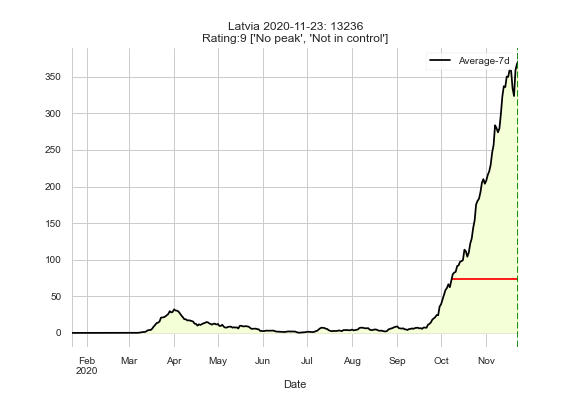 Latvia 2020-11-23: 13236
Rating:9 ['No peak', 'Not in control']
Average-7d
350
300
250
200
150
100
50
0
Feb Mar Apr May Jun Jul Aug Sep Oct Nov
2020
Date